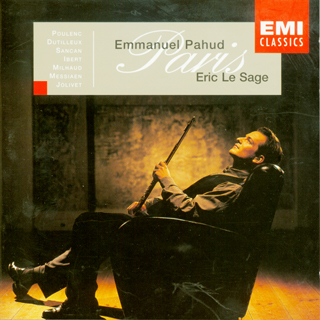 POULENC
DUTILLEUX
SANCAN
IBERT
MILHAUD
MESSIAEN
JOLIVET
Emmanuel Pahud
Paris
Eric Le Sage
EMI
CLASSICS